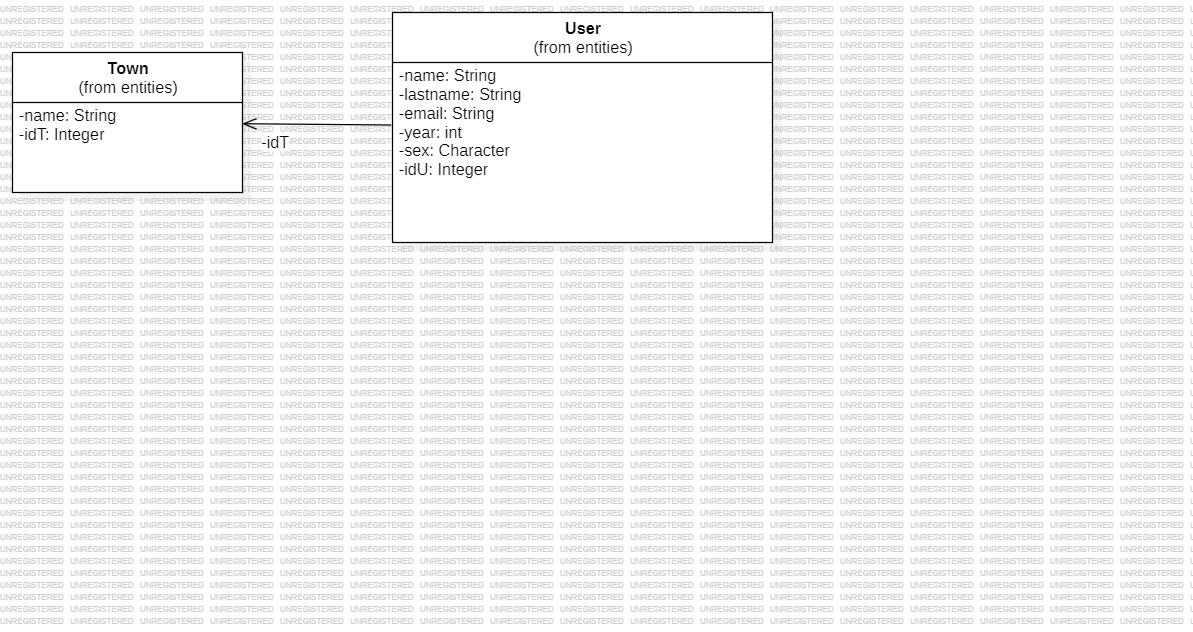 Town
(from entities)
-name: String
-idT: Integer
-idT
User
(from entities)
-name: String
-lastname: String
-email: String
-year: int
-sex: Character
-idU: Integer
UNREGISTERED